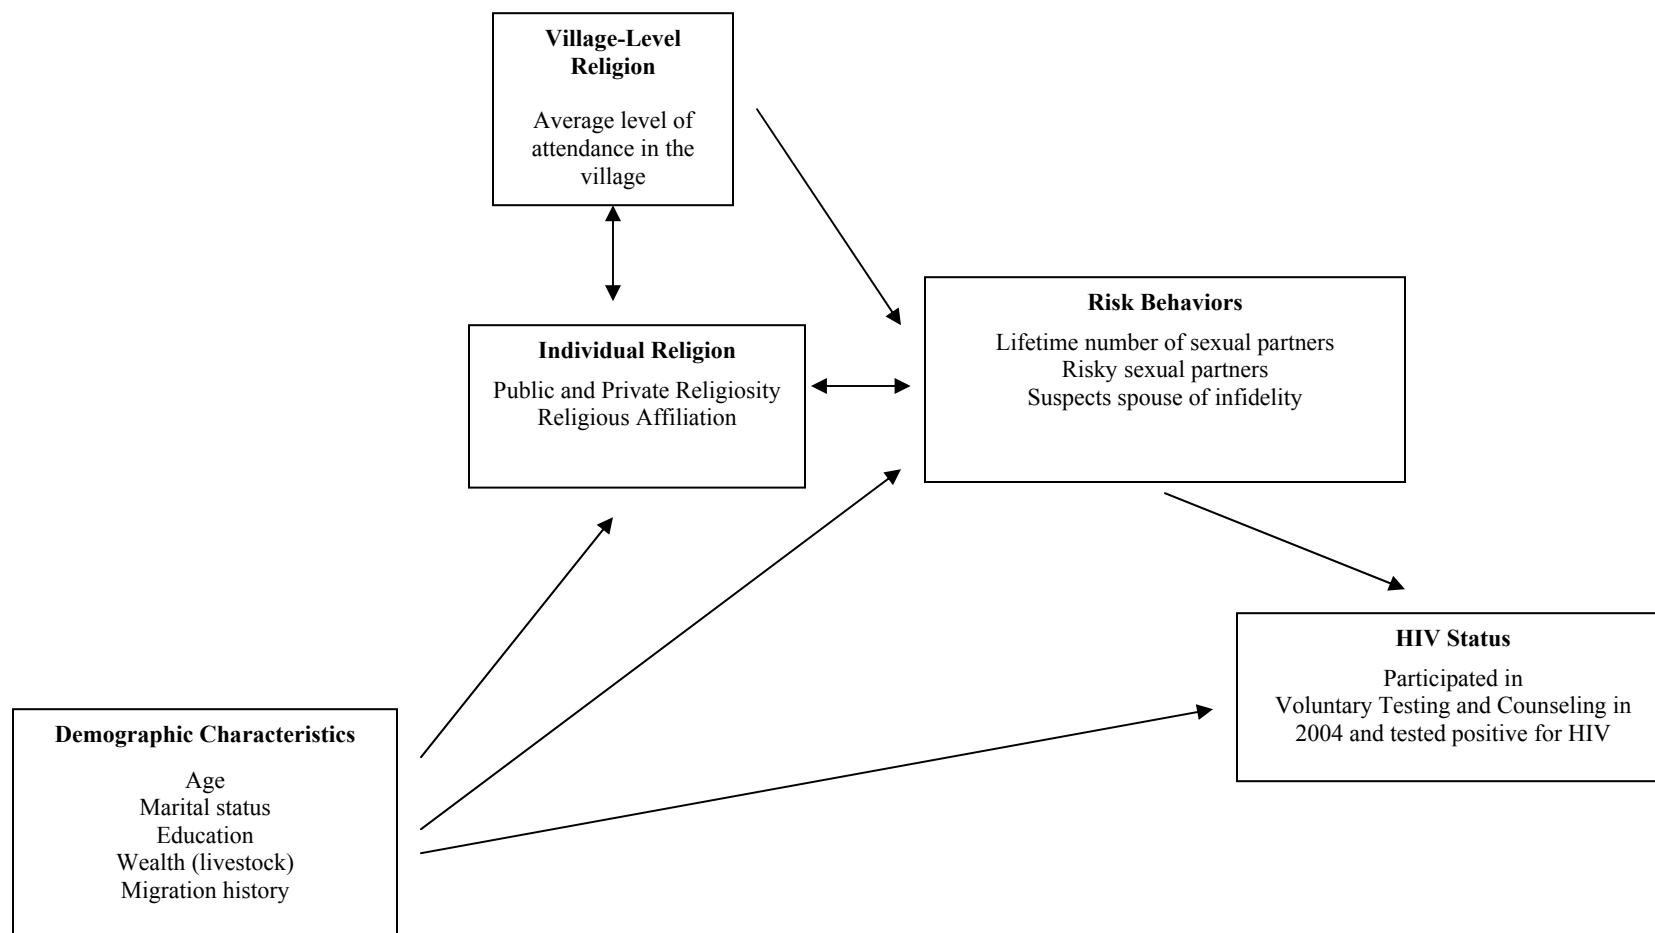 Village-Level
Religion
Average level of
attendance in the
village
Risk Behaviors
Lifetime number of sexual partners
Risky sexual partners
Suspects spouse of infidelity
Individual Religion
Public and Private Religiosity
Religious Affiliation
HIV Status
Participated in
Voluntary Testing and Counseling in
2004 and tested positive for HIV
Demographic Characteristics
Age
Marital status
Education
Wealth (livestock)
Migration history